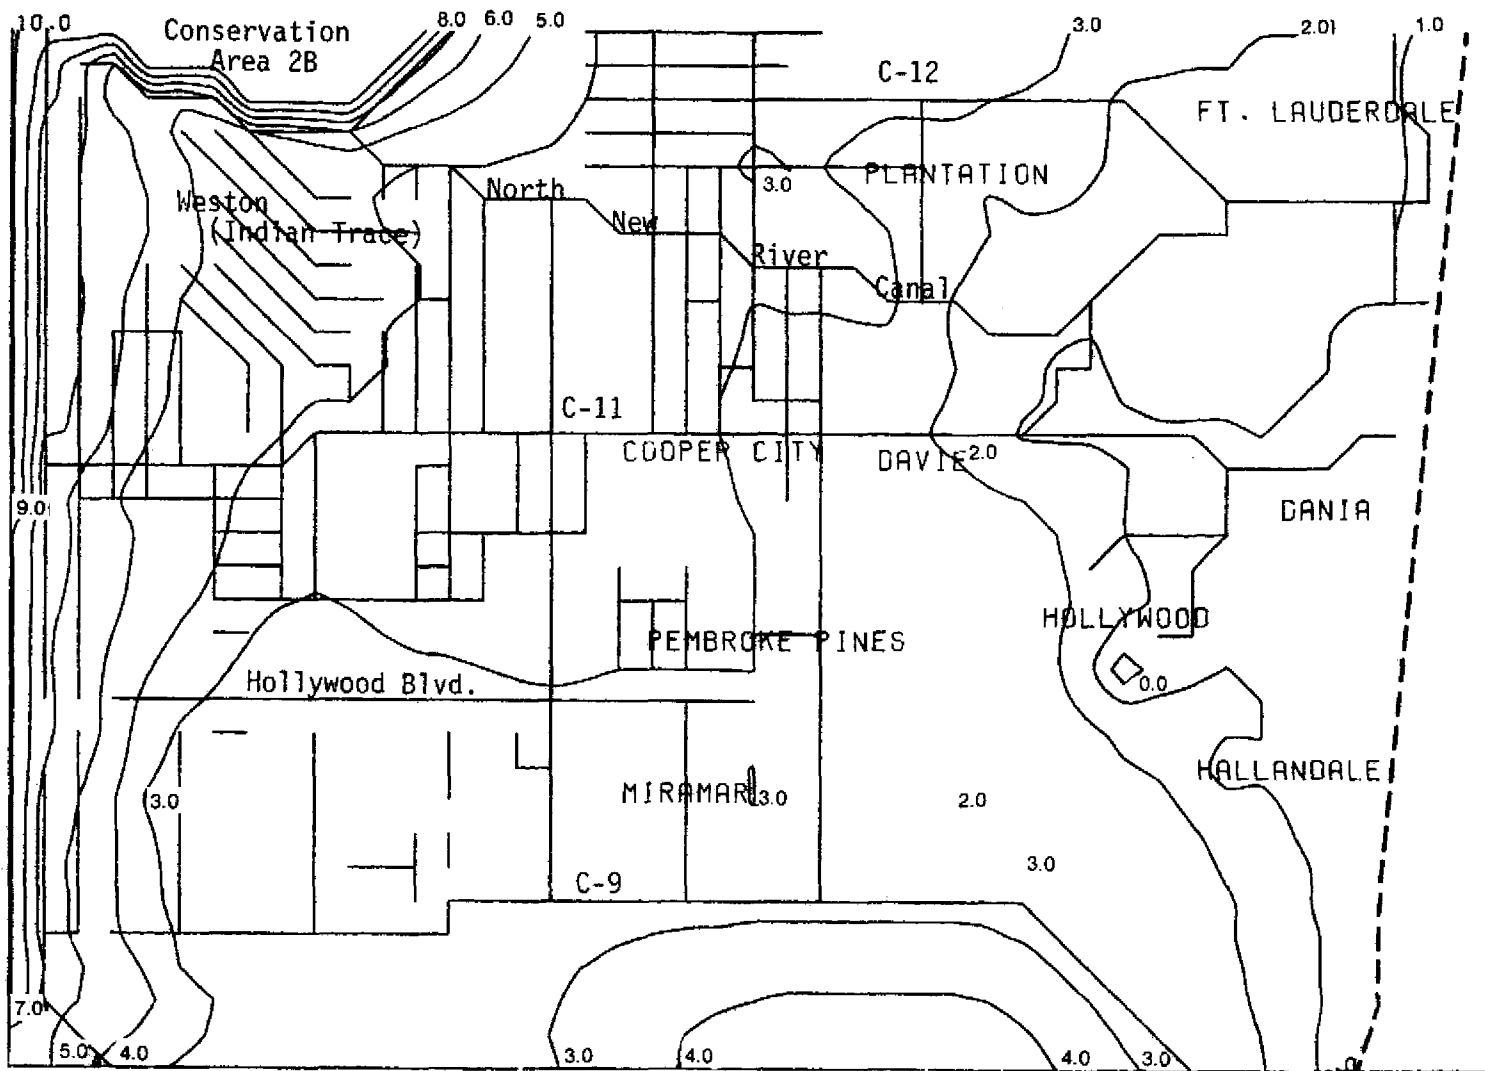 10.0
Conservation
Area 2B
8.0
6.0
5.0
3.0
2.01
1.0
C-12
FT. LAUDERDALE
PLANTATION
3.0
North
Weston
(Indian Trace)
New
River
Canal
C-11
COOPER CITY
DAVIE
2.0
9.0
DANIA
HOLLYWOOD
PEMBROKE PINES
0.0
Hollywood Blvd.
HALLANDALE
3.0
MIRAMAR
3.0
2.0
3.0
C-9
7.0
5.0
4.0
3.0
4.0
4.0
3.0